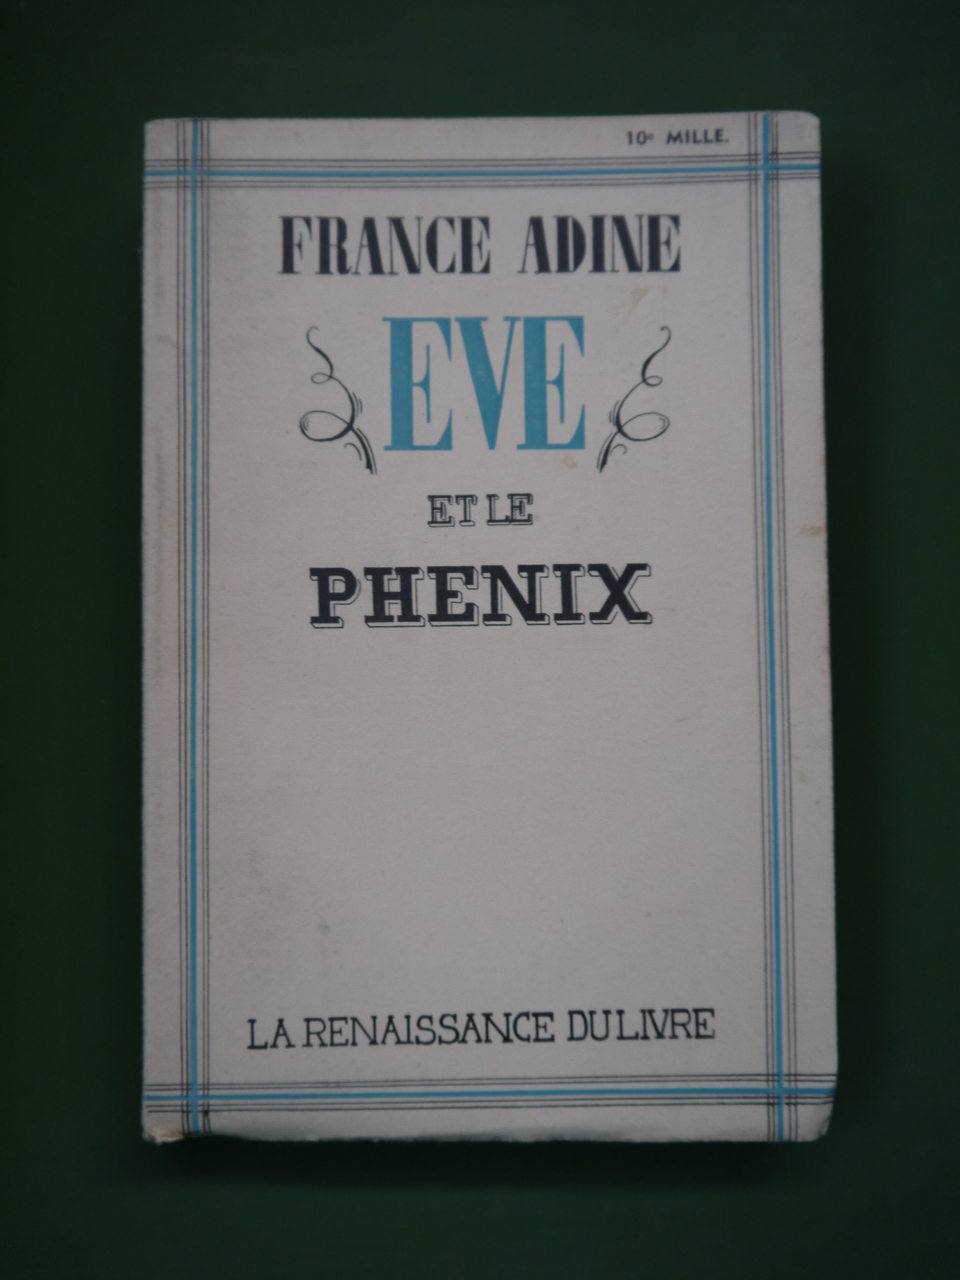 10e MILLE.
FRANCE ADINE
EVE
ET LE
PHENIX
LA RENAISSANCE DU LIVRE